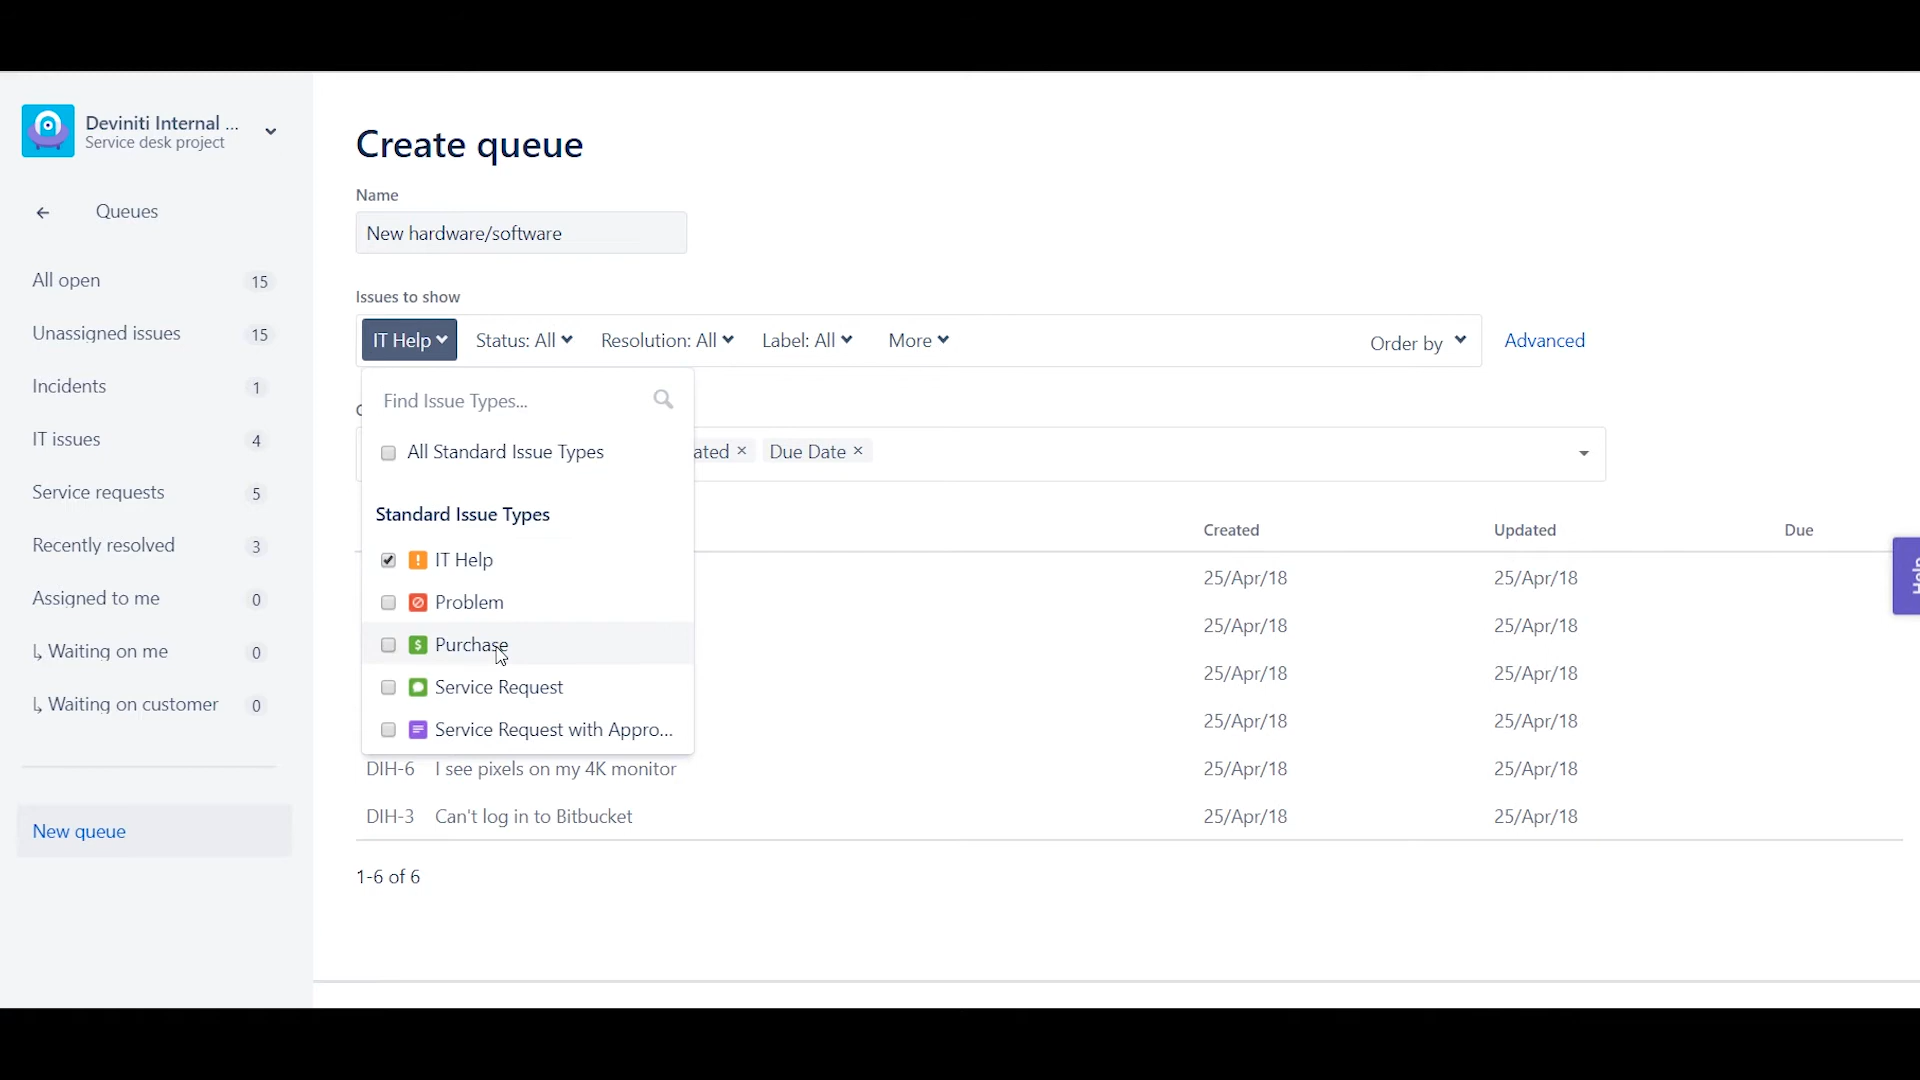 Deviniti Internal ...
Service desk project
Queues
All open 15
Unassigned issues 15
Incidents 1
IT issues 4
Service requests 5
Recently resolved 3
Assigned to me 0
↳ Waiting on me 0
↳ Waiting on customer 0
New queue
Create queue
Name
New hardware/software
Issues to show
IT Help Status: All Resolution: All Label: All More Order by Advanced
Find Issue Types...
All Standard Issue Types
ated × Due Date ×
Standard Issue Types
IT Help
Problem
Purchase
Service Request
Service Request with Appro...
Created Updated Due
25/Apr/18 25/Apr/18
25/Apr/18 25/Apr/18
25/Apr/18 25/Apr/18
25/Apr/18 25/Apr/18
DIH-6 I see pixels on my 4K monitor 25/Apr/18 25/Apr/18
DIH-3 Can't log in to Bitbucket 25/Apr/18 25/Apr/18
1-6 of 6
Help